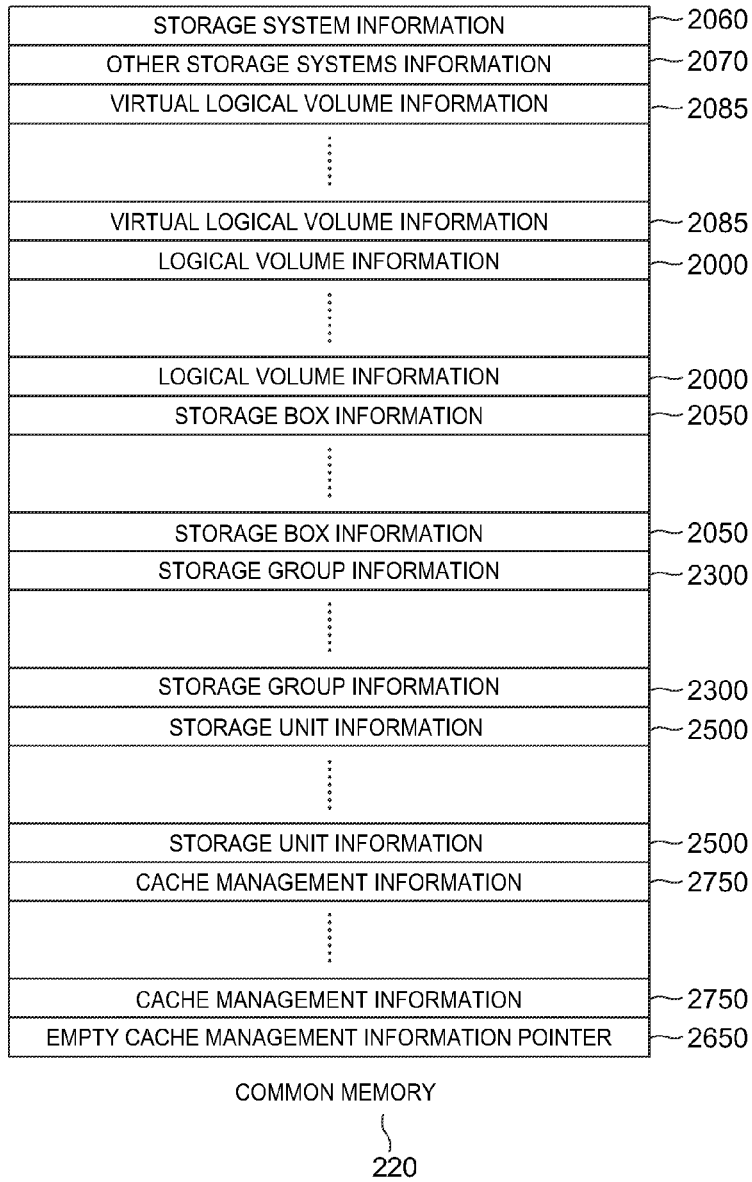 STORAGE SYSTEM INFORMATION 2060
OTHER STORAGE SYSTEMS INFORMATION 2070
VIRTUAL LOGICAL VOLUME INFORMATION 2085
VIRTUAL LOGICAL VOLUME INFORMATION 2085
LOGICAL VOLUME INFORMATION 2000
LOGICAL VOLUME INFORMATION 2000
STORAGE BOX INFORMATION 2050
STORAGE BOX INFORMATION 2050
STORAGE GROUP INFORMATION 2300
STORAGE GROUP INFORMATION 2300
STORAGE UNIT INFORMATION 2500
STORAGE UNIT INFORMATION 2500
CACHE MANAGEMENT INFORMATION 2750
CACHE MANAGEMENT INFORMATION 2750
EMPTY CACHE MANAGEMENT INFORMATION POINTER 2650
COMMON MEMORY
220